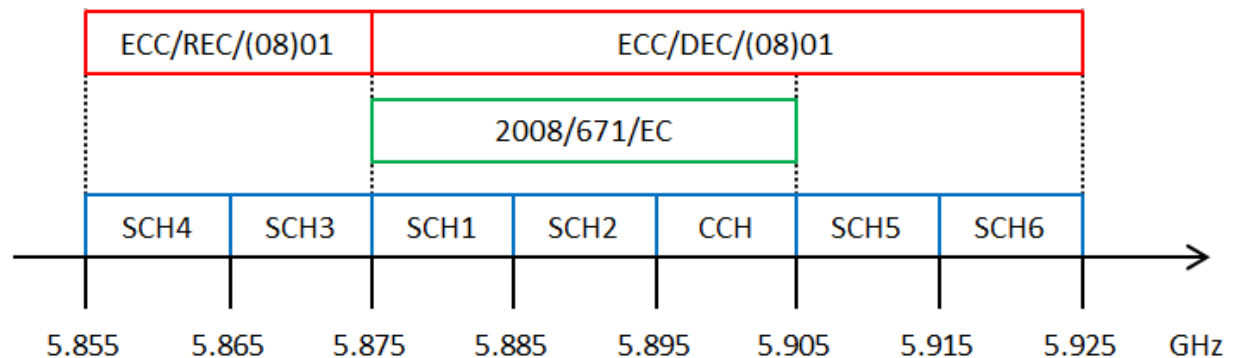 ECC/REC/(08)01 ECC/DEC/(08)01
2008/671/EC
SCH4 SCH3 SCH1 SCH2 CCH SCH5 SCH6
5.855 5.865 5.875 5.885 5.895 5.905 5.915 5.925 GHz